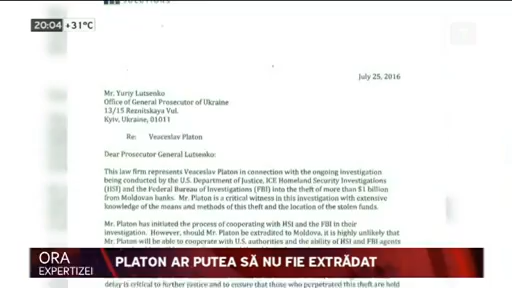 SOLUTIONS
20:04 +31°C
July 25, 2016
Mr. Yuriy Lutsenko
Office of General Prosecutor of Ukraine
13/15 Reznitskaya Vul.
Kyiv, Ukraine, 01011
Re: Veaceslav Platon
Dear Prosecutor General Lutsenko:
This law firm represents Veaceslav Platon in connection with the ongoing investigation
being conducted by the U.S. Department of Justice, ICE Homeland Security Investigations
(HSI) and the Federal Bureau of Investigations (FBI) into the theft of more than $1 billion
from Moldovan banks. Mr. Platon is a critical witness in this investigation with extensive
knowledge of the means and methods of this theft and the location of the stolen funds.
Mr. Platon has initiated the process of cooperating with HSI and the FBI in their
investigation. However, should Mr. Platon be extradited to Moldova, it is highly unlikely that
Mr. Platon will be able to cooperate with U.S. authorities and the ability of HSI and FBI agents
ORA
EXPERTIZEI
PLATON AR PUTEA SĂ NU FIE EXTRĂDAT
delay is critical to further justice and to ensure that those who perpetrated this theft are held